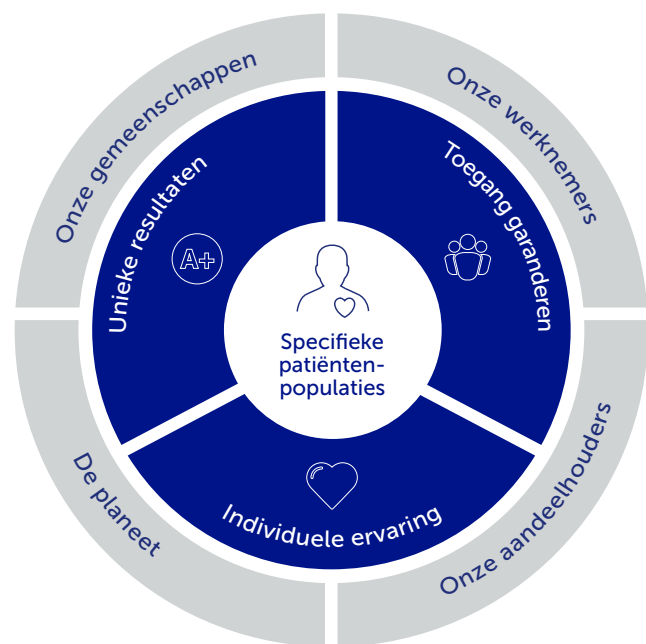 Onze gemeenschappen
Onze werknemers
Unieke resultaten
A+
Toegang garanderen
Specifieke
patiënten-
populaties
Individuele ervaring
De planeet
Onze aandeelhouders